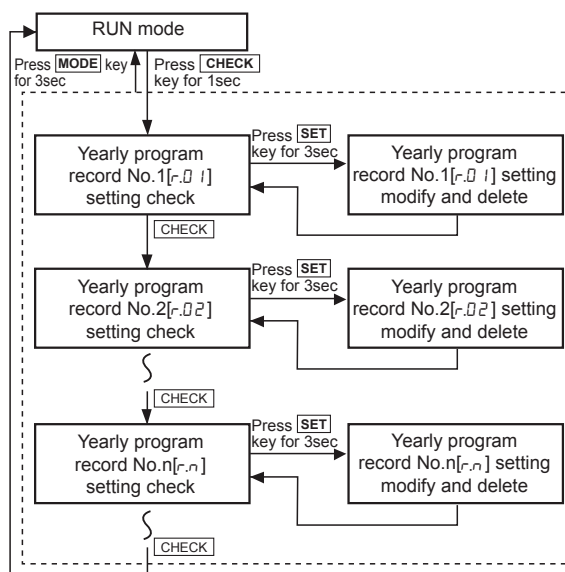 RUN mode
Press MODE key
for 3sec
Press CHECK
key for 1sec
Yearly program
record No.1[r.01]
setting check
Press SET
key for 3sec
Yearly program
record No.1[r.01] setting
modify and delete
CHECK
Yearly program
record No.2[r.02]
setting check
Press SET
key for 3sec
Yearly program
record No.2[r.02] setting
modify and delete
CHECK
Yearly program
record No.n[r.n]
setting check
Press SET
key for 3sec
Yearly program
record No.n[r.n] setting
modify and delete
CHECK